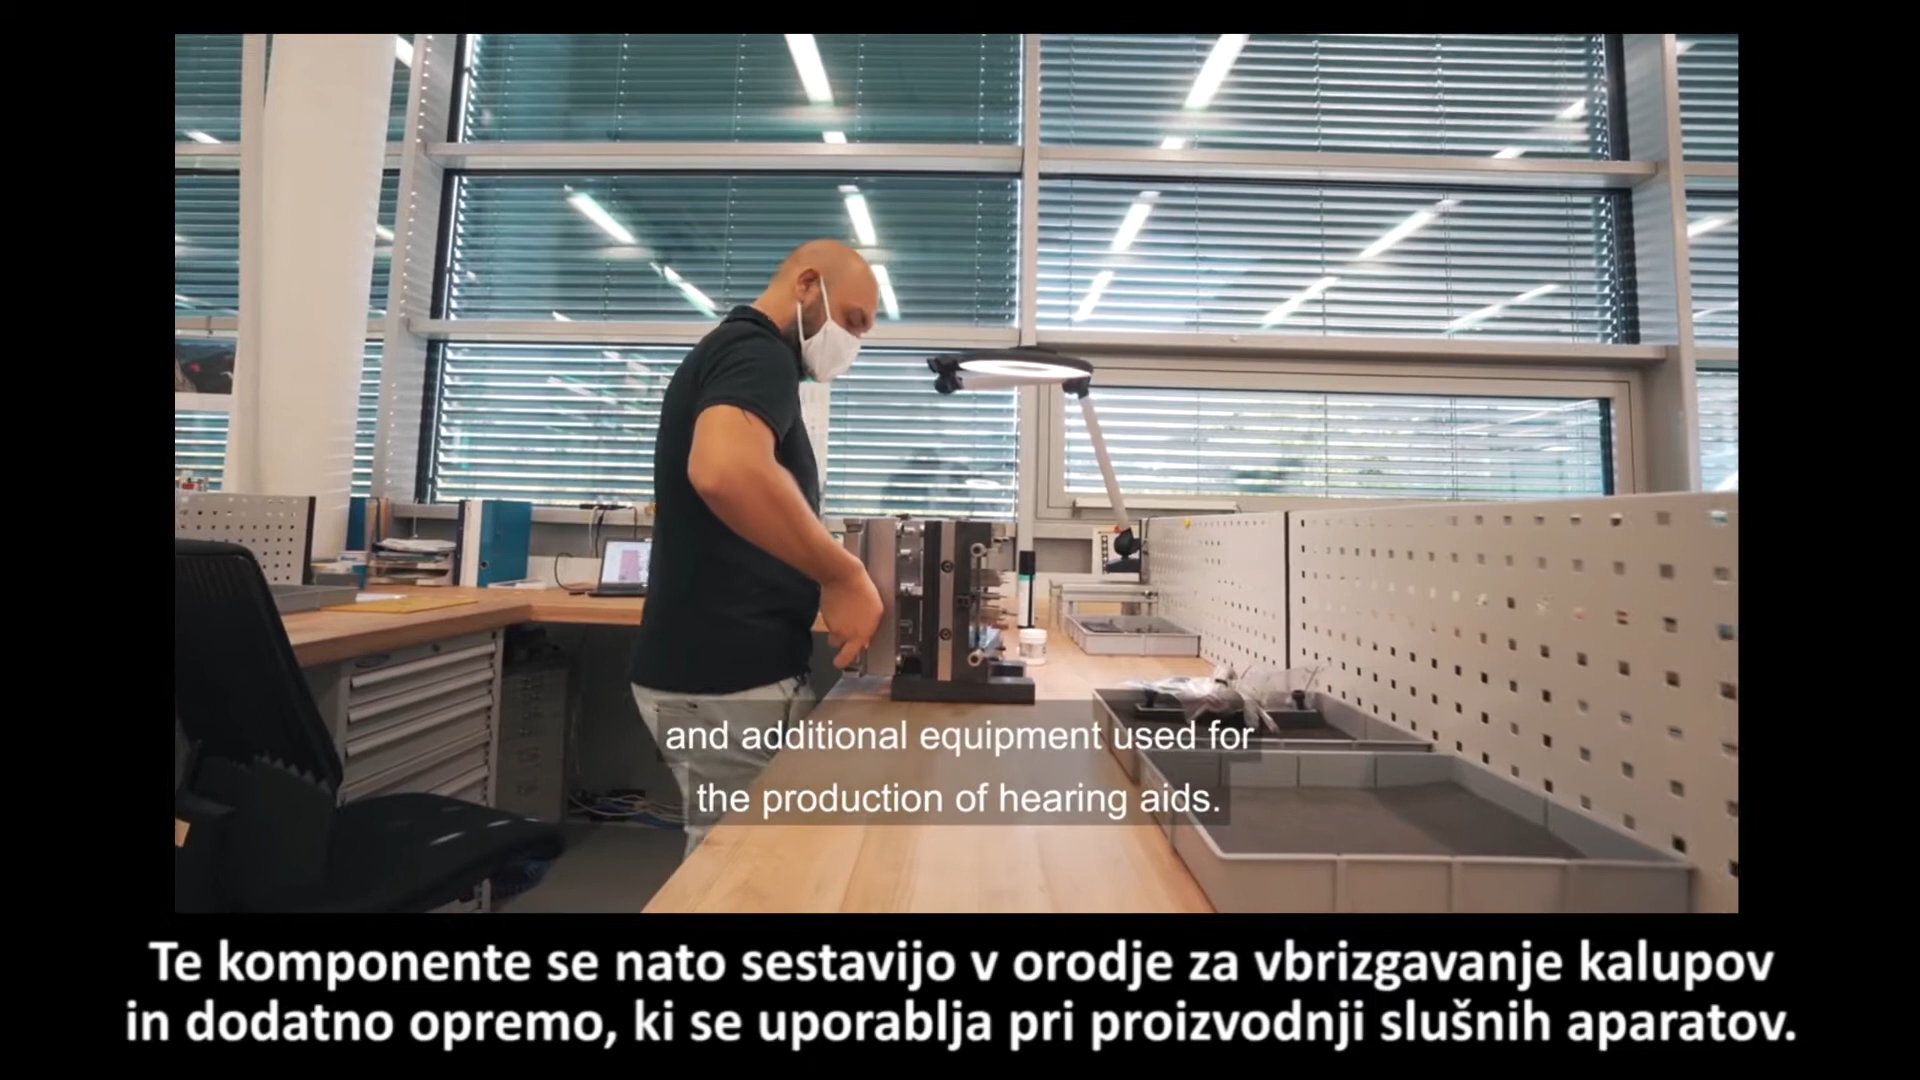 and additional equipment used for
the production of hearing aids.
Te komponente se nato sestavijo v orodje za vbrizgavanje kalupov
in dodatno opremo, ki se uporablja pri proizvodnji slušnih aparatov.